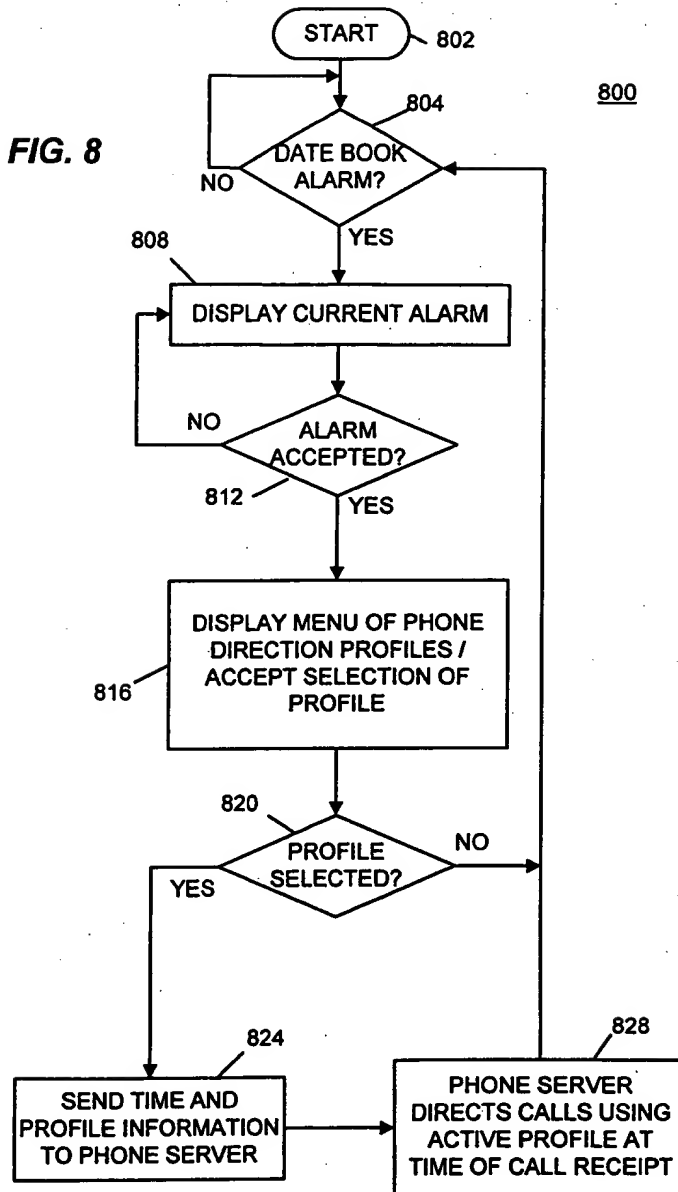 START
802
800
804
FIG. 8
DATE BOOK
ALARM?
NO
YES
808
DISPLAY CURRENT ALARM
NO
ALARM
ACCEPTED?
812
YES
DISPLAY MENU OF PHONE
DIRECTION PROFILES /
ACCEPT SELECTION OF
PROFILE
816
820
PROFILE
SELECTED?
NO
YES
824
SEND TIME AND
PROFILE INFORMATION
TO PHONE SERVER
828
PHONE SERVER
DIRECTS CALLS USING
ACTIVE PROFILE AT
TIME OF CALL RECEIPT